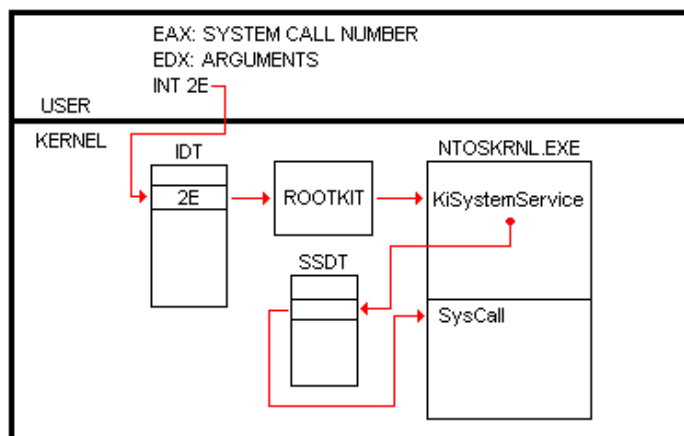 EAX: SYSTEM CALL NUMBER
EDX: ARGUMENTS
INT 2E
USER
KERNEL
IDT
NTOSKRNL.EXE
2E
ROOTKIT
KiSystemService
SSDT
SysCall